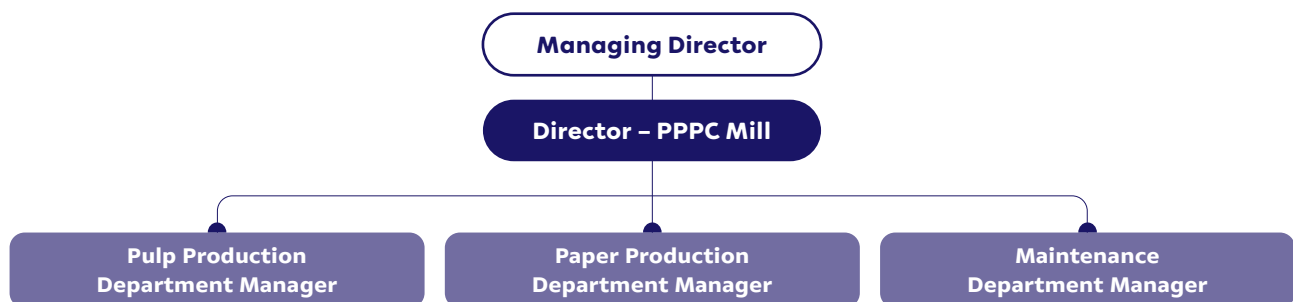 Managing Director
Director – PPPC Mill
Pulp Production
Department Manager
Paper Production
Department Manager
Maintenance
Department Manager